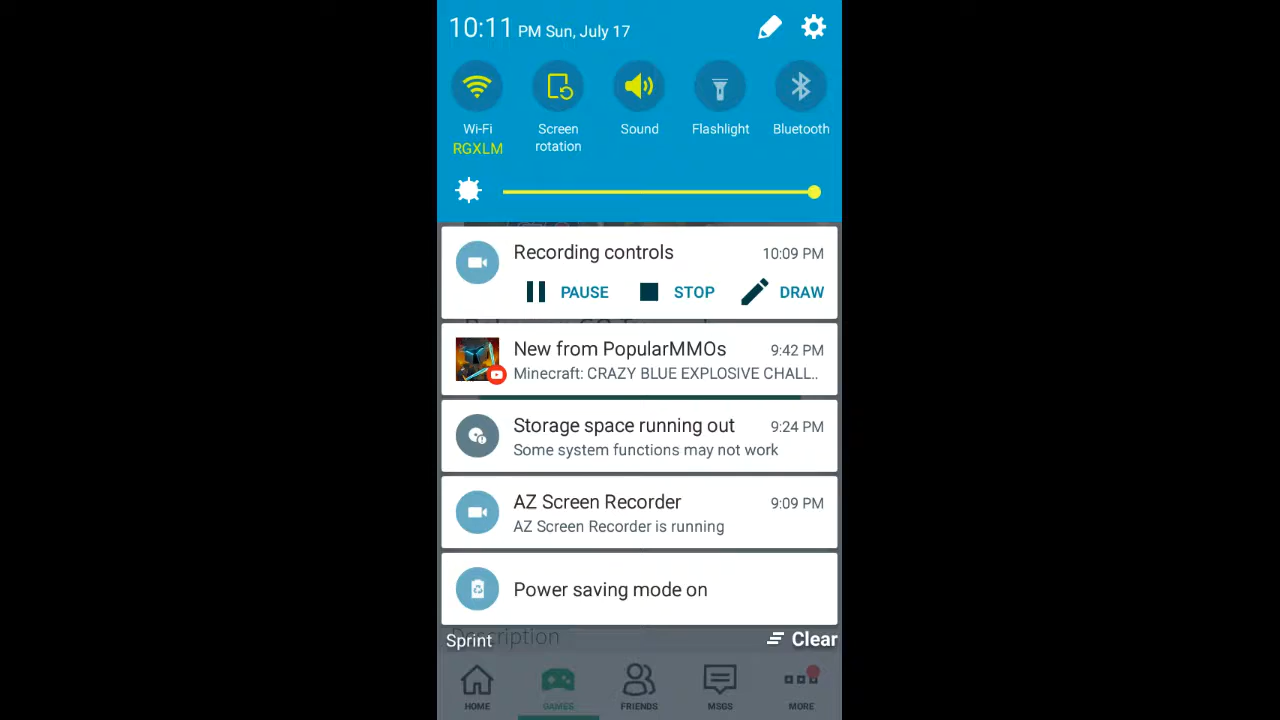 10:11 PM Sun, July 17
Wi-Fi
RGXLM
Screen
rotation
Sound
Flashlight
Bluetooth
Recording controls 10:09 PM
PAUSE STOP DRAW
New from PopularMMOs 9:42 PM
Minecraft: CRAZY BLUE EXPLOSIVE CHALL..
Storage space running out 9:24 PM
Some system functions may not work
AZ Screen Recorder 9:09 PM
AZ Screen Recorder is running
Power saving mode on
Description
Sprint Clear
HOME GAMES FRIENDS MSGS MORE